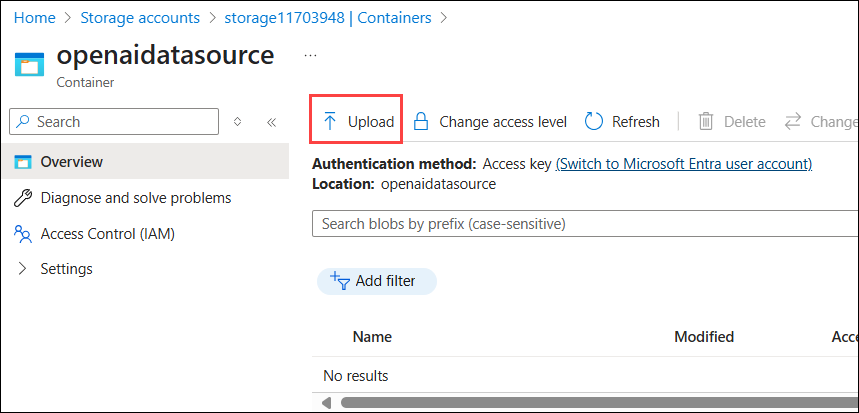 Home > Storage accounts > storage11703948 | Containers >
openaidatasource ...
Container
Search
Upload Change access level Refresh Delete Change
Overview
Authentication method: Access key (Switch to Microsoft Entra user account)
Location: openaidatasource
Diagnose and solve problems
Search blobs by prefix (case-sensitive)
Access Control (IAM)
Settings
Add filter
Name Modified Acce
No results